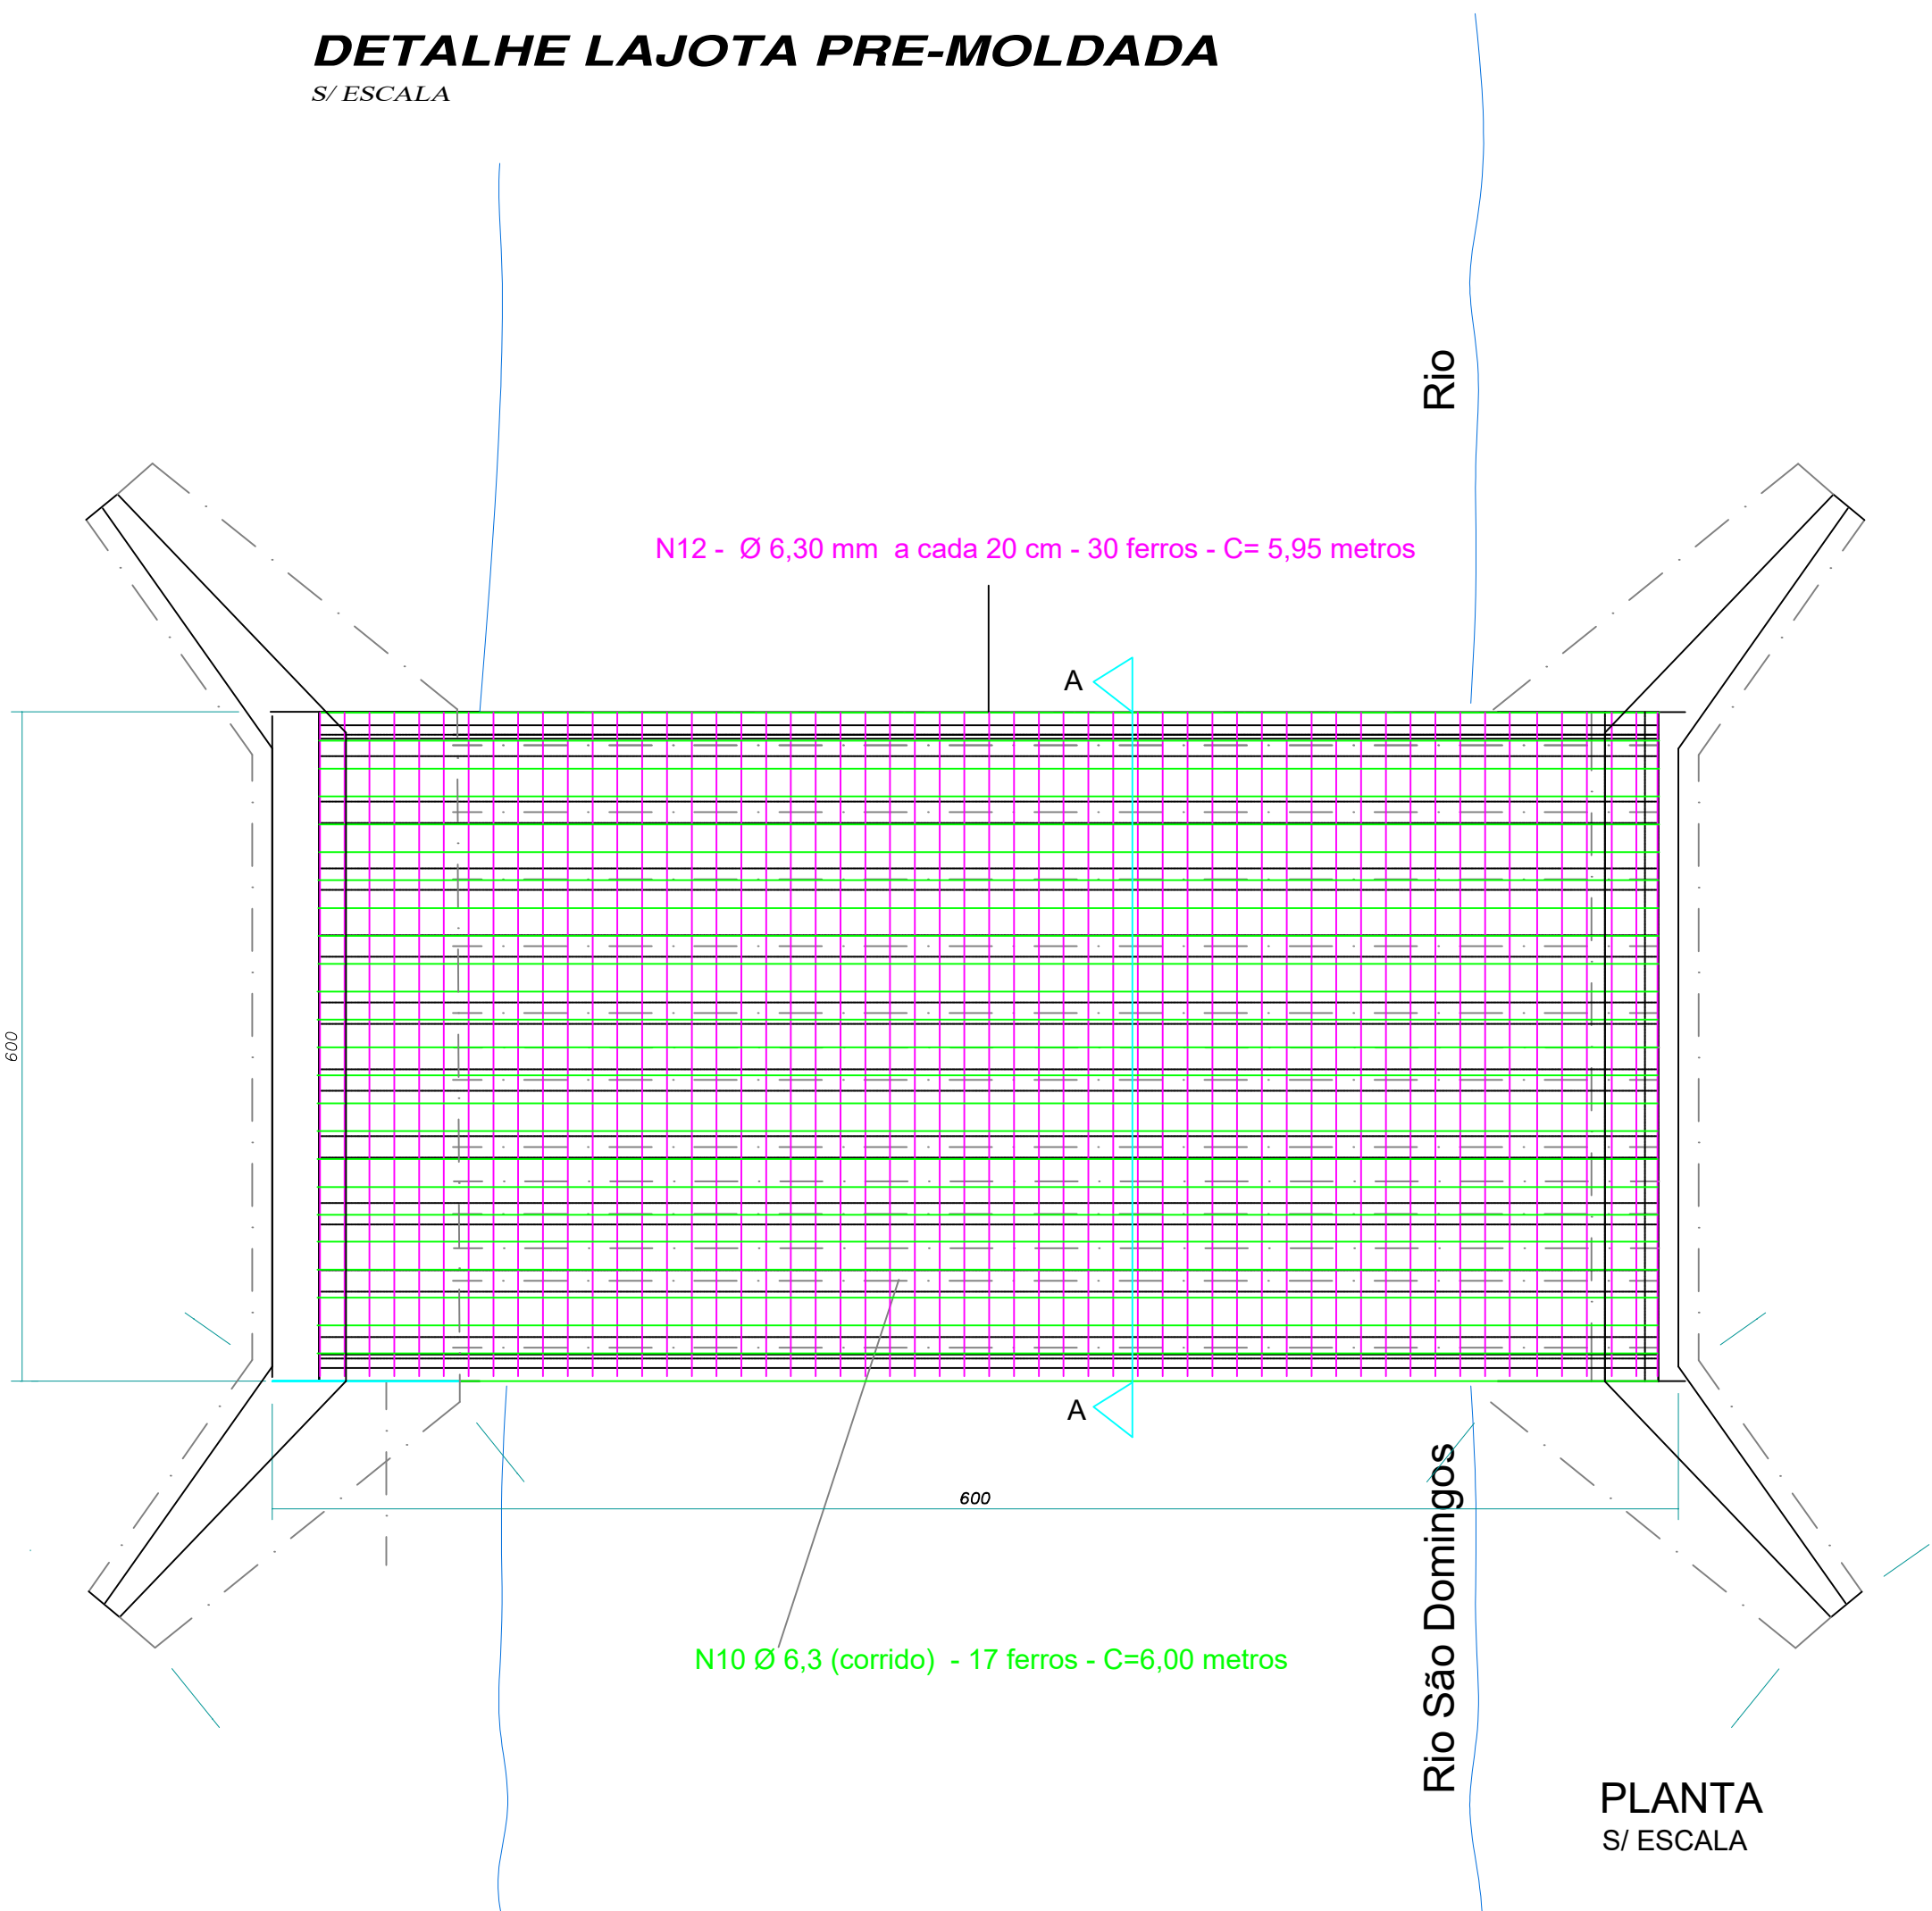 DETALHE LAJOTA PRE-MOLDADA
S/ ESCALA
Rio
N12 -  Ø 6,30 mm  a cada 20 cm - 30 ferros - C= 5,95 metros
A
600
A
600
Rio São Domingos
N10 Ø 6,3 (corrido)  - 17 ferros - C=6,00 metros
PLANTA
S/ ESCALA